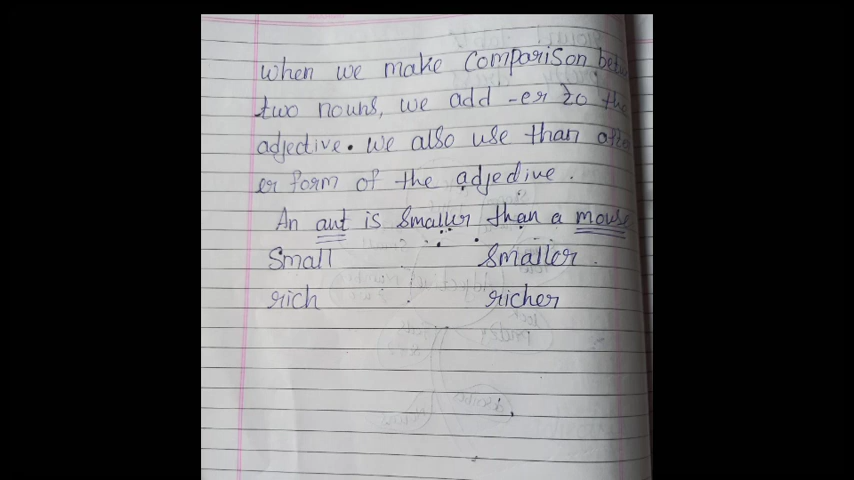 When we make comparison betw
two nouns, we add -er to the
adjective. We also use than afte
er form of the adjective.
An ant is smaller than a mouse
Small smaller.
rich richer